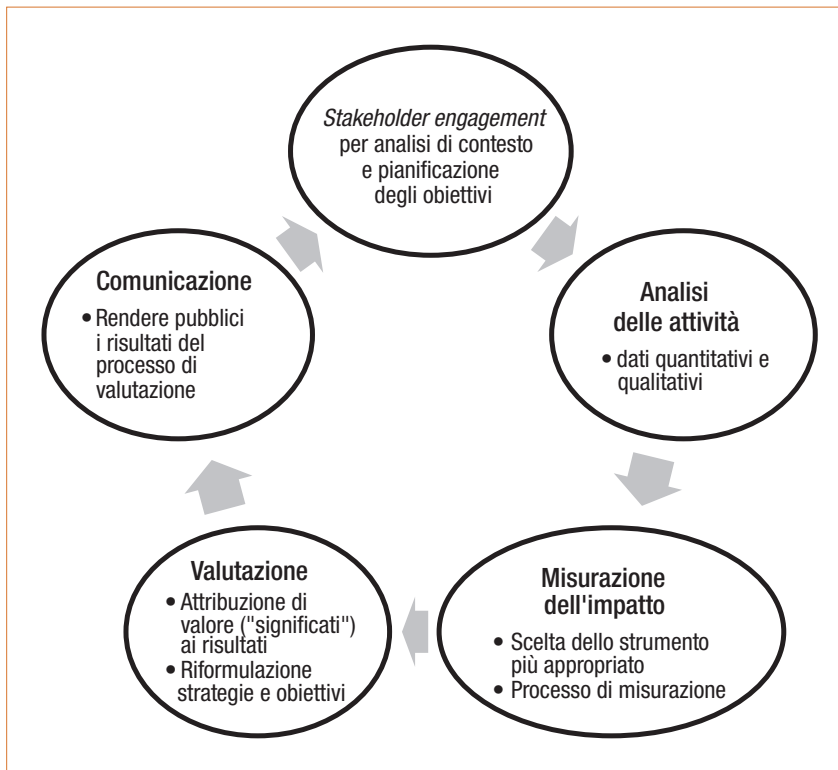 Stakeholder engagement
per analisi di contesto
e pianificazione
degli obiettivi
Analisi
delle attività
• dati quantitativi e
qualitativi
Misurazione
dell'impatto
• Scelta dello strumento
più appropriato
• Processo di misurazione
Valutazione
• Attribuzione di
valore ("significati")
ai risultati
• Riformulazione
strategie e obiettivi
Comunicazione
• Rendere pubblici
i risultati del
processo di
valutazione